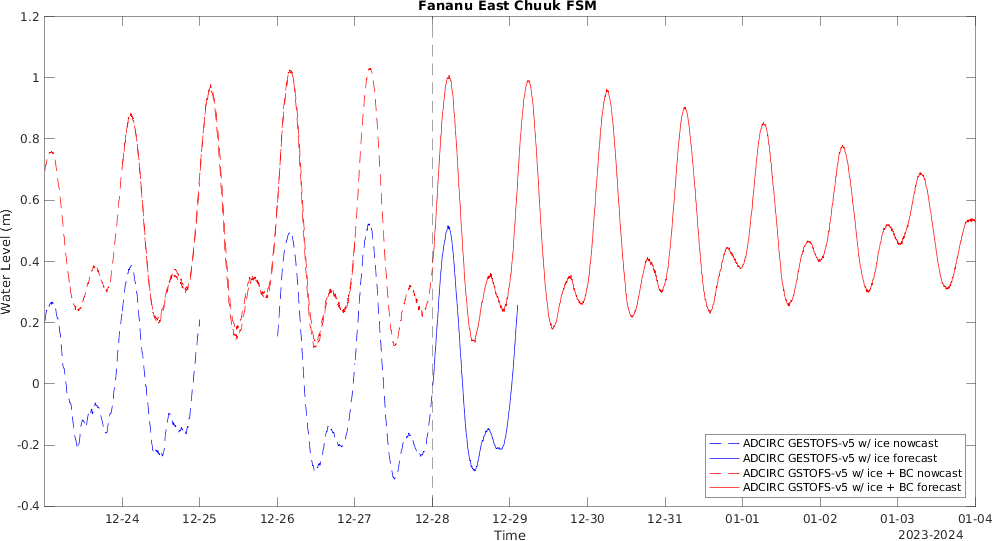 Fananu East Chuuk FSM
1.2
1
0.8
0.6
0.4
0.2
0
-0.2
-0.4
Water Level (m)
ADCIRC GESTOFS-v5 w/ ice nowcast
ADCIRC GESTOFS-v5 w/ ice forecast
ADCIRC GSTOFS-v5 w/ ice + BC nowcast
ADCIRC GSTOFS-v5 w/ ice + BC forecast
12-24 12-25 12-26 12-27 12-28 12-29 12-30 12-31 01-01 01-02 01-03 01-04
Time
2023-2024